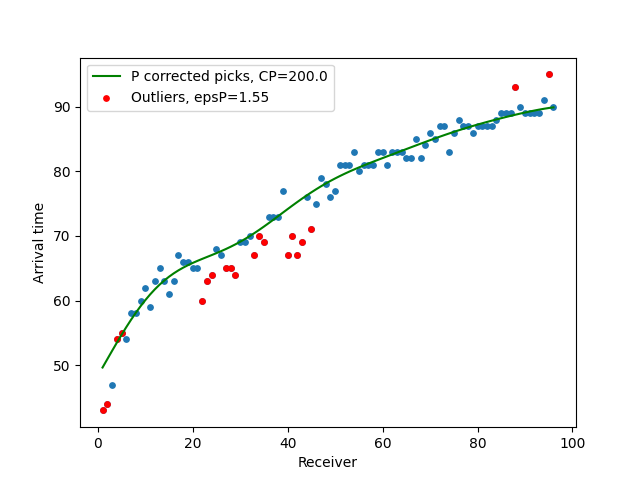 P corrected picks, CP=200.0
Outliers, epsP=1.55
90
80
70
60
50
Arrival time
0 20 40 60 80 100
Receiver